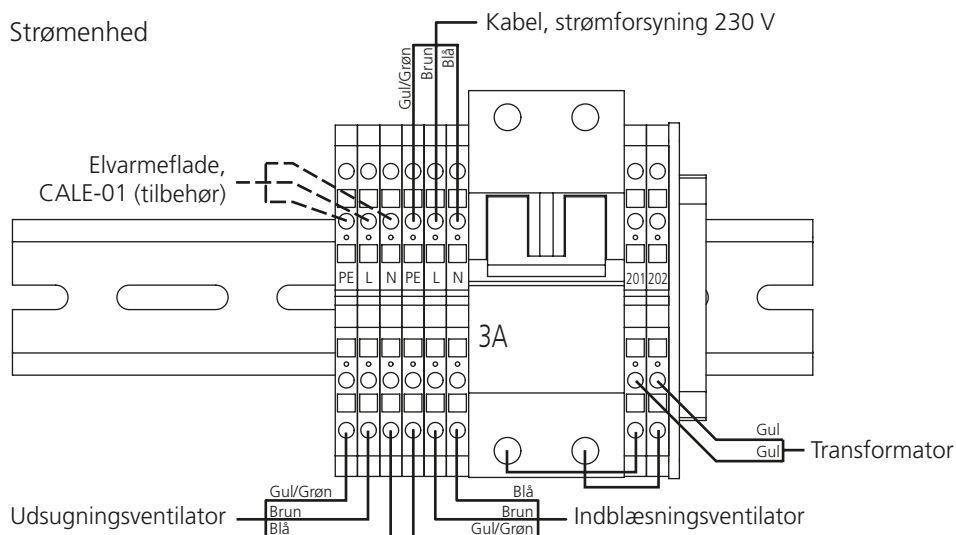 Strømenhed
Kabel, strømforsyning 230 V
Gul/Grøn
Brun
Blå
Elvarmeflade,
CALE-01 (tilbehør)
PE L N PE L N
201 202
3A
Gul
Gul
Transformator
Gul/Grøn
Brun
Blå
Udsugningsventilator
Blå
Brun
Gul/Grøn
Indblæsningsventilator